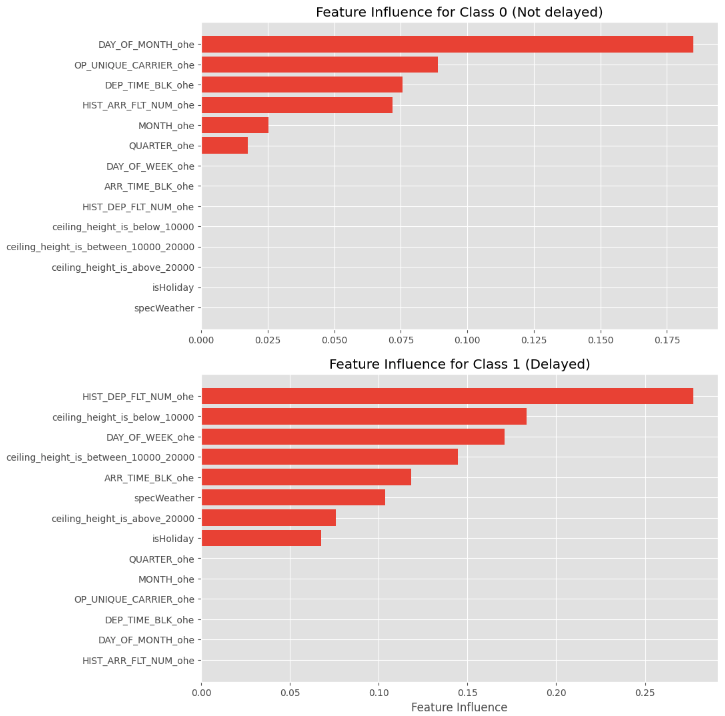 Feature Influence for Class 0 (Not delayed)
DAY_OF_MONTH_ohe
OP_UNIQUE_CARRIER_ohe
DEP_TIME_BLK_ohe
HIST_ARR_FLT_NUM_ohe
MONTH_ohe
QUARTER_ohe
DAY_OF_WEEK_ohe
ARR_TIME_BLK_ohe
HIST_DEP_FLT_NUM_ohe
ceiling_height_is_below_10000
ceiling_height_is_between_10000_20000
ceiling_height_is_above_20000
isHoliday
specWeather
0.000 0.025 0.050 0.075 0.100 0.125 0.150 0.175
Feature Influence for Class 1 (Delayed)
HIST_DEP_FLT_NUM_ohe
ceiling_height_is_below_10000
DAY_OF_WEEK_ohe
ceiling_height_is_between_10000_20000
ARR_TIME_BLK_ohe
specWeather
ceiling_height_is_above_20000
isHoliday
QUARTER_ohe
MONTH_ohe
OP_UNIQUE_CARRIER_ohe
DEP_TIME_BLK_ohe
DAY_OF_MONTH_ohe
HIST_ARR_FLT_NUM_ohe
0.00 0.05 0.10 0.15 0.20 0.25
Feature Influence